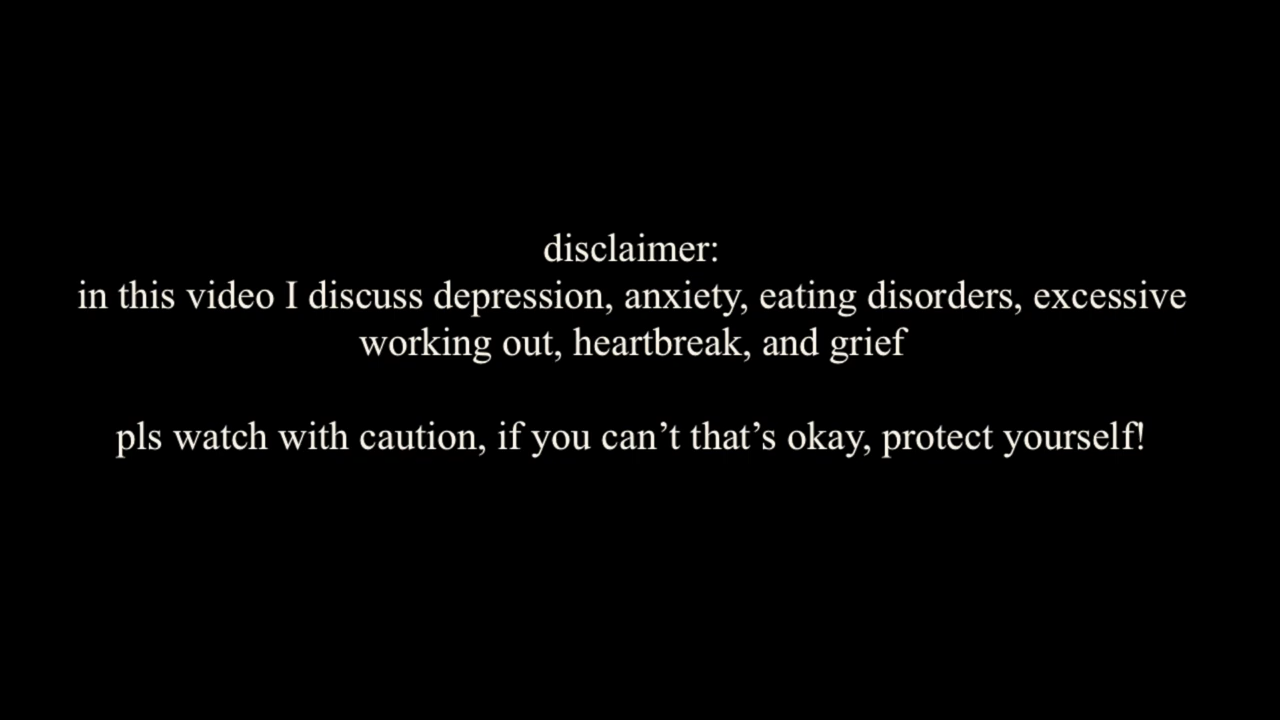 disclaimer:
in this video I discuss depression, anxiety, eating disorders, excessive
working out, heartbreak, and grief
pls watch with caution, if you can’t that’s okay, protect yourself!